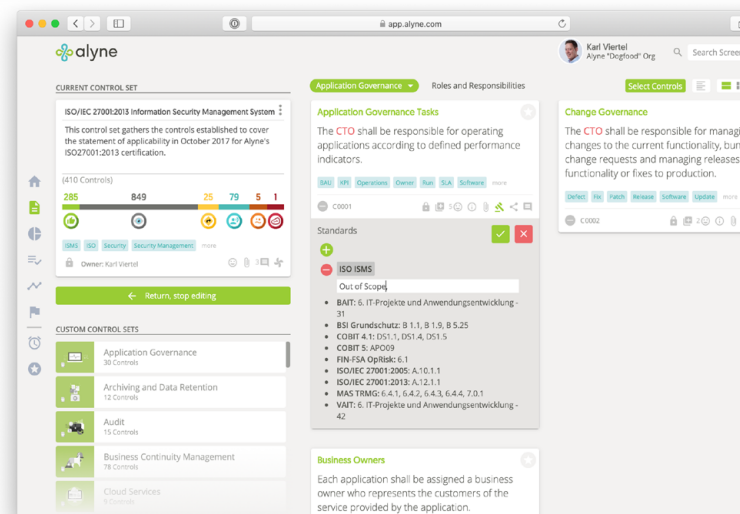 app.alyne.com
alyne
Karl Viertel
Alyne "Dogfood" Org
Search Screen
CURRENT CONTROL SET
Application Governance
Roles and Responsibilities
Select Controls
ISO/IEC 27001:2013 Information Security Management System
This control set gathers the controls established to cover
the statement of applicability in October 2017 for Alyne's
ISO27001:2013 certification.
(410 Controls)
285 849 25 79 5 1
ISMS ISO Security Security Management more
Owner: Karl Viertel
3
Return, stop editing
CUSTOM CONTROL SETS
Application Governance
30 Controls
Archiving and Data Retention
12 Controls
Audit
15 Controls
Business Continuity Management
78 Controls
Cloud Services
9 Controls
Application Governance Tasks
The CTO shall be responsible for operating
applications according to defined performance
indicators.
BAU KPI Operations Owner Run SLA Software more
C0001
3
Standards
ISO ISMS
Out of Scope
BAIT: 6. IT-Projekte und Anwendungsentwicklung -
31
BSI Grundschutz: B 1.1, B 1.9, B 5.25
COBIT 4.1: DS1.1, DS1.4, DS1.5
COBIT 5: APO09
FIN-FSA OpRisk: 6.1
ISO/IEC 27001:2005: A.10.1.1
ISO/IEC 27001:2013: A.12.1.1
MAS TRMG: 6.4.1, 6.4.2, 6.4.3, 6.4.4, 7.0.1
VAIT: 6. IT-Projekte und Anwendungsentwicklung -
42
Business Owners
Each application shall be assigned a business
owner who represents the customers of the
service provided by the application.
Change Governance
The CTO shall be responsible for managi
changes to the current functionality, bun
change requests and managing releases
functionality or fixes to production.
Defect Fix Patch Release Software Update more
C0002
2